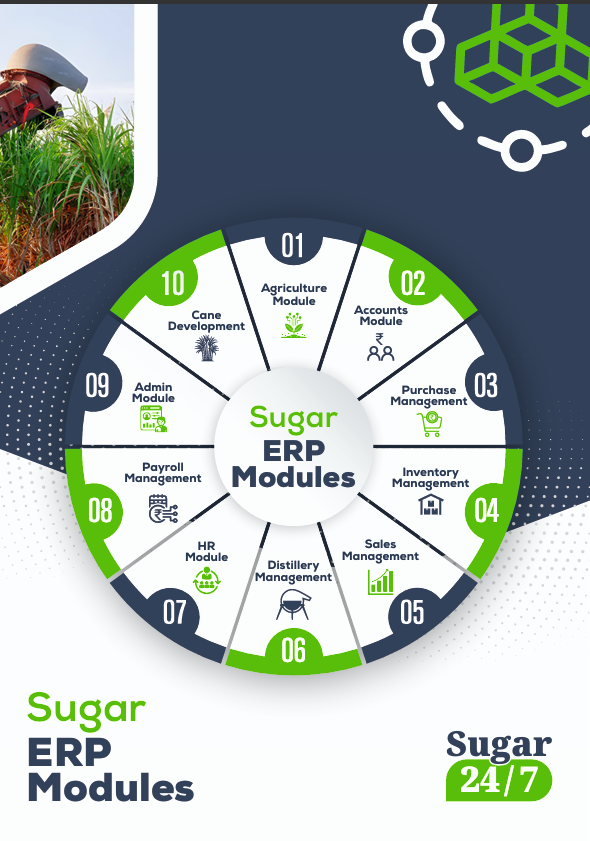 01
Agriculture
Module
02
Accounts
Module
₹
03
Purchase
Management
₹
04
Inventory
Management
05
Sales
Management
06
Distillery
Management
07
HR
Module
08
Payroll
Management
₹
09
Admin
Module
10
Cane
Development
Sugar
ERP
Modules
Sugar
ERP
Modules
Sugar
24/7